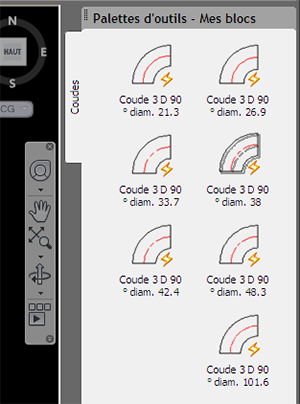 Palettes d'outils - Mes blocs
N
HAUT
E
S
CG
Coudes
Coude 3 D 90
° diam. 21.3
Coude 3 D 90
° diam. 26.9
Coude 3 D 90
° diam. 33.7
Coude 3 D 90
° diam. 38
Coude 3 D 90
° diam. 42.4
Coude 3 D 90
° diam. 48.3
Coude 3 D 90
° diam. 101.6